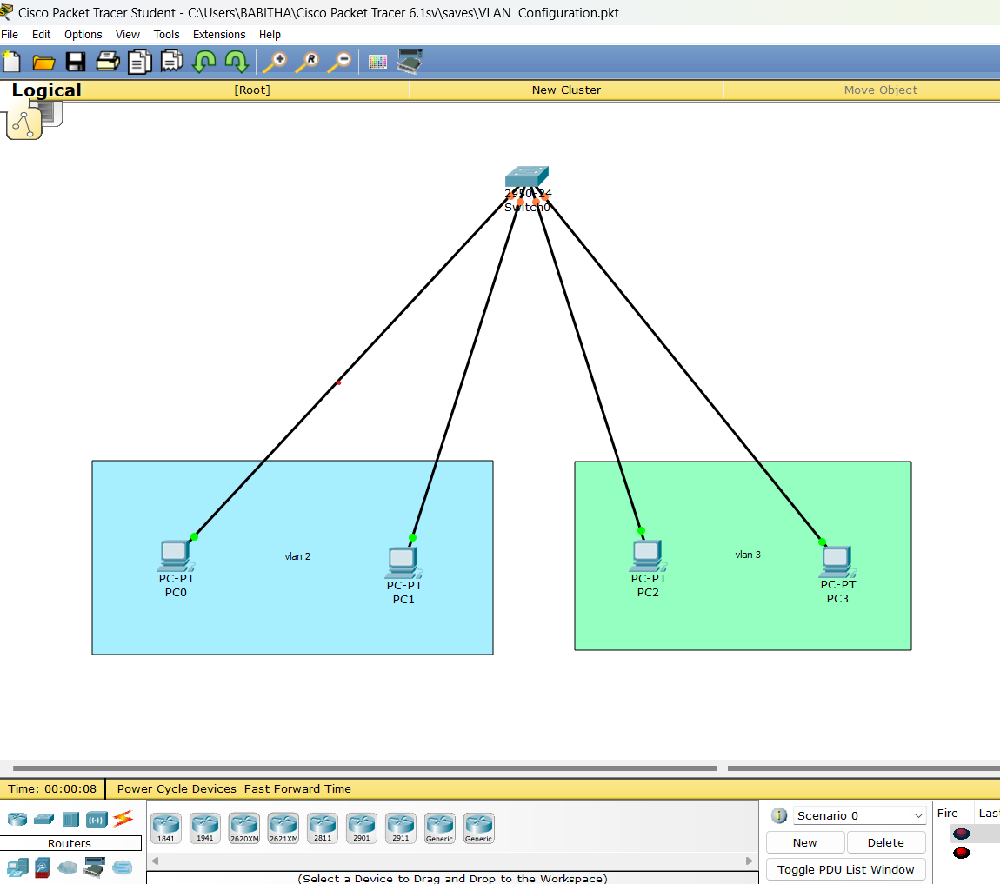 Cisco Packet Tracer Student - C:\Users\BABITHA\Cisco Packet Tracer 6.1sv\saves\VLAN  Configuration.pkt
File Edit Options View Tools Extensions Help
R
Logical [Root] New Cluster Move Object
2950-24
Switch0
vlan 2
vlan 3
PC-PT
PC0
PC-PT
PC1
PC-PT
PC2
PC-PT
PC3
Time: 00:00:08 Power Cycle Devices Fast Forward Time
Routers
1841 1941 2620XM 2621XM 2811 2901 2911 Generic Generic
(Select a Device to Drag and Drop to the Workspace)
i Scenario 0
New Delete
Toggle PDU List Window
Fire Las